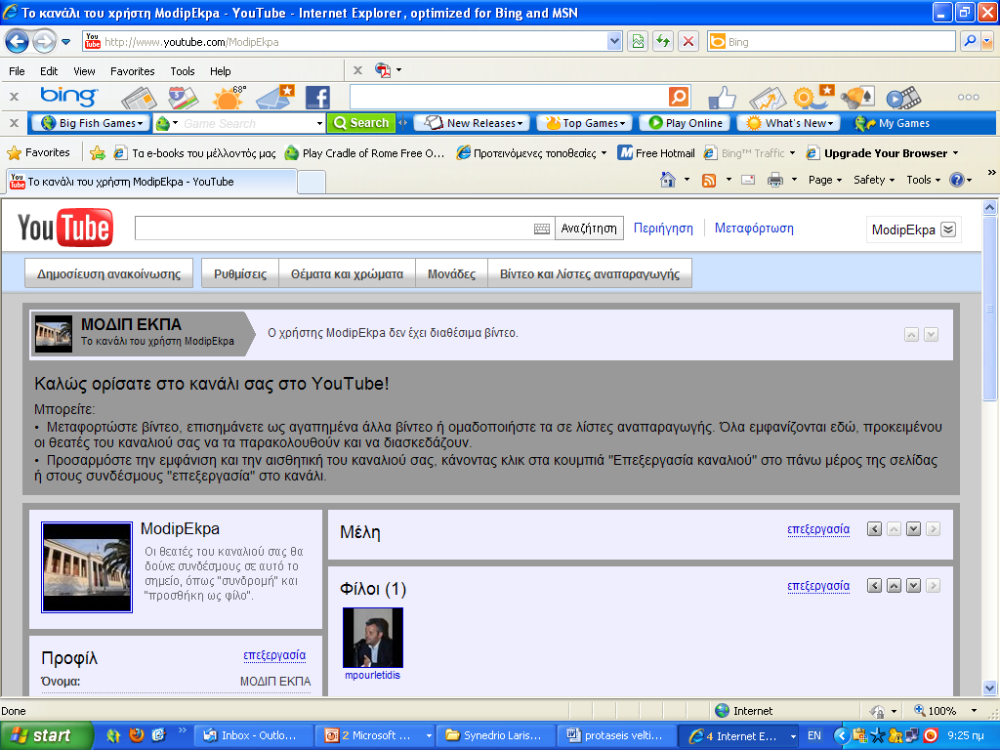 Το κανάλι του χρήστη ModipEkpa - YouTube - Internet Explorer, optimized for Bing and MSN
You Tube http://www.youtube.com/ModipEkpa Bing
File Edit View Favorites Tools Help
bing 68°
Big Fish Games Game Search Search New Releases Top Games Play Online What's New My Games
Favorites Τα e-books του μέλλοντός μας Play Cradle of Rome Free O... Προτεινόμενες τοποθεσίες Free Hotmail Bing™ Traffic Upgrade Your Browser
Το κανάλι του χρήστη ModipEkpa - YouTube Page Safety Tools
YouTube Αναζήτηση Περιήγηση Μεταφόρτωση ModipEkpa
Δημοσίευση ανακοίνωσης Ρυθμίσεις Θέματα και χρώματα Μονάδες Βίντεο και λίστες αναπαραγωγής
ΜΟΔΙΠ ΕΚΠΑ
Το κανάλι του χρήστη ModipEkpa
Ο χρήστης ModipEkpa δεν έχει διαθέσιμα βίντεο.
Καλώς ορίσατε στο κανάλι σας στο YouTube!
Μπορείτε:
• Μεταφορτώστε βίντεο, επισημάνετε ως αγαπημένα άλλα βίντεο ή ομαδοποιήστε τα σε λίστες αναπαραγωγής. Όλα εμφανίζονται εδώ, προκειμένου
οι θεατές του καναλιού σας να τα παρακολουθούν και να διασκεδάζουν.
• Προσαρμόστε την εμφάνιση και την αισθητική του καναλιού σας, κάνοντας κλικ στα κουμπιά "Επεξεργασία καναλιού" στο πάνω μέρος της σελίδας
ή στους συνδέσμους "επεξεργασία" στο κανάλι.
ModipEkpa
Οι θεατές του καναλιού σας θα
δούνε συνδέσμους σε αυτό το
σημείο, όπως "συνδρομή" και
"προσθήκη ως φίλο".
Προφίλ επεξεργασία
Όνομα: ΜΟΔΙΠ ΕΚΠΑ
Μέλη επεξεργασία
Φίλοι (1) επεξεργασία
mpourletidis
Done Internet 100%
start Inbox - Outlo... 2 Microsoft ... Synedrio Laris... protaseis velti... 4 Internet E... EN 9:25 πμ